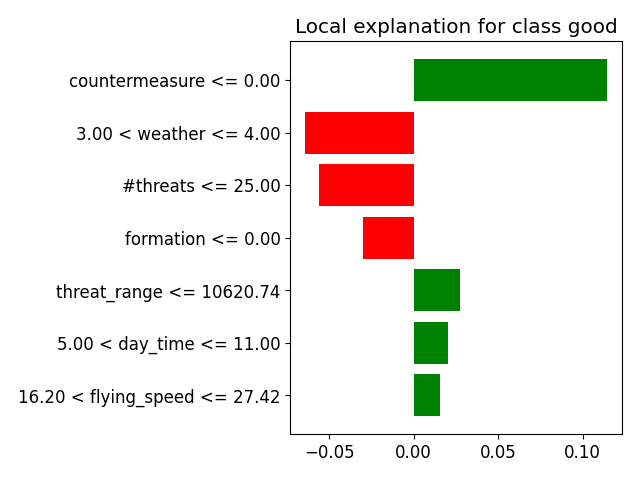 Local explanation for class good
countermeasure <= 0.00
3.00 < weather <= 4.00
#threats <= 25.00
formation <= 0.00
threat_range <= 10620.74
5.00 < day_time <= 11.00
16.20 < flying_speed <= 27.42
−0.05 0.00 0.05 0.10